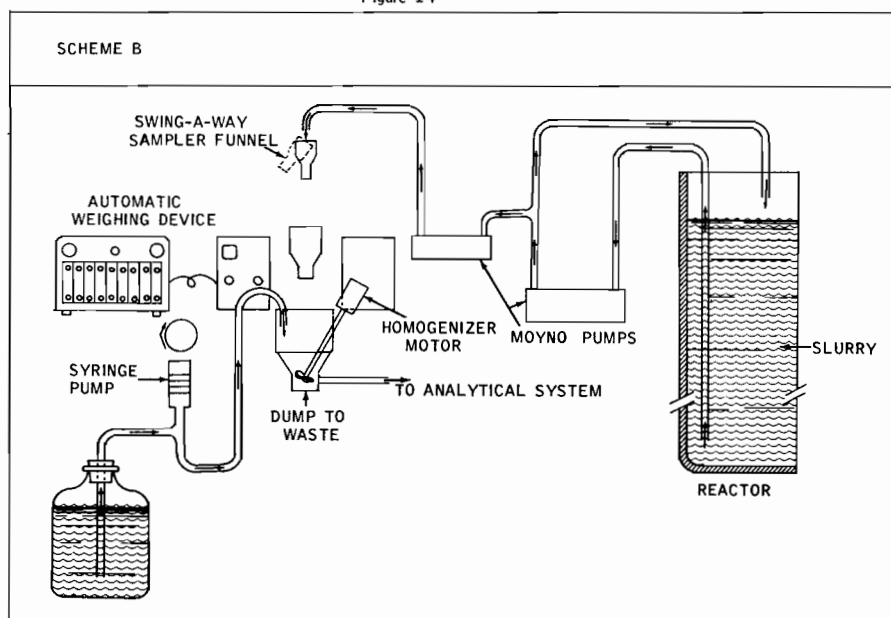 SCHEME B
SWING-A-WAY
SAMPLER FUNNEL
AUTOMATIC
WEIGHING DEVICE
HOMOGENIZER
MOTOR
MOYNO PUMPS
SLURRY
SYRINGE
PUMP
TO ANALYTICAL SYSTEM
DUMP TO
WASTE
REACTOR